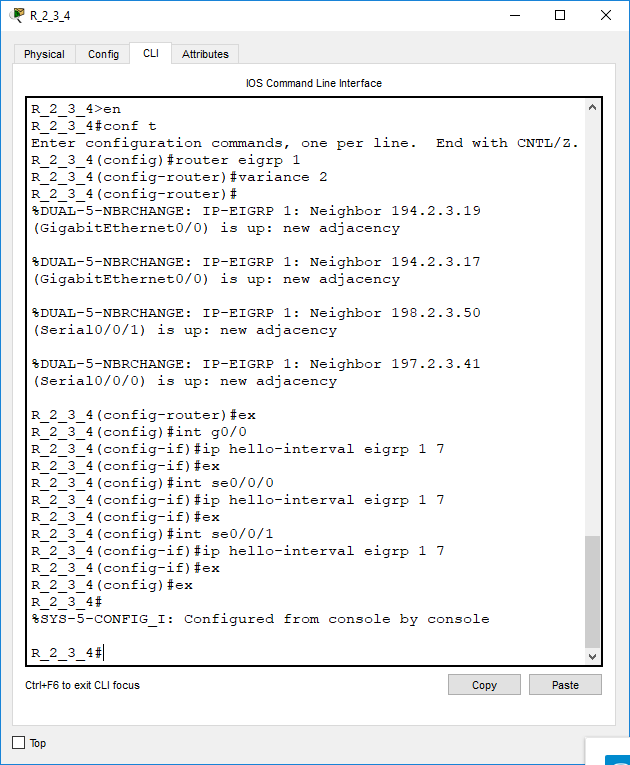 R_2_3_4
Physical Config CLI Attributes
IOS Command Line Interface
R_2_3_4>en
R_2_3_4#conf t
Enter configuration commands, one per line.  End with CNTL/Z.
R_2_3_4(config)#router eigrp 1
R_2_3_4(config-router)#variance 2
R_2_3_4(config-router)#
%DUAL-5-NBRCHANGE: IP-EIGRP 1: Neighbor 194.2.3.19
(GigabitEthernet0/0) is up: new adjacency
%DUAL-5-NBRCHANGE: IP-EIGRP 1: Neighbor 194.2.3.17
(GigabitEthernet0/0) is up: new adjacency
%DUAL-5-NBRCHANGE: IP-EIGRP 1: Neighbor 198.2.3.50
(Serial0/0/1) is up: new adjacency
%DUAL-5-NBRCHANGE: IP-EIGRP 1: Neighbor 197.2.3.41
(Serial0/0/0) is up: new adjacency
R_2_3_4(config-router)#ex
R_2_3_4(config)#int g0/0
R_2_3_4(config-if)#ip hello-interval eigrp 1 7
R_2_3_4(config-if)#ex
R_2_3_4(config)#int se0/0/0
R_2_3_4(config-if)#ip hello-interval eigrp 1 7
R_2_3_4(config-if)#ex
R_2_3_4(config)#int se0/0/1
R_2_3_4(config-if)#ip hello-interval eigrp 1 7
R_2_3_4(config-if)#ex
R_2_3_4(config)#ex
R_2_3_4#
%SYS-5-CONFIG_I: Configured from console by console
R_2_3_4#
Ctrl+F6 to exit CLI focus
Copy Paste
Top